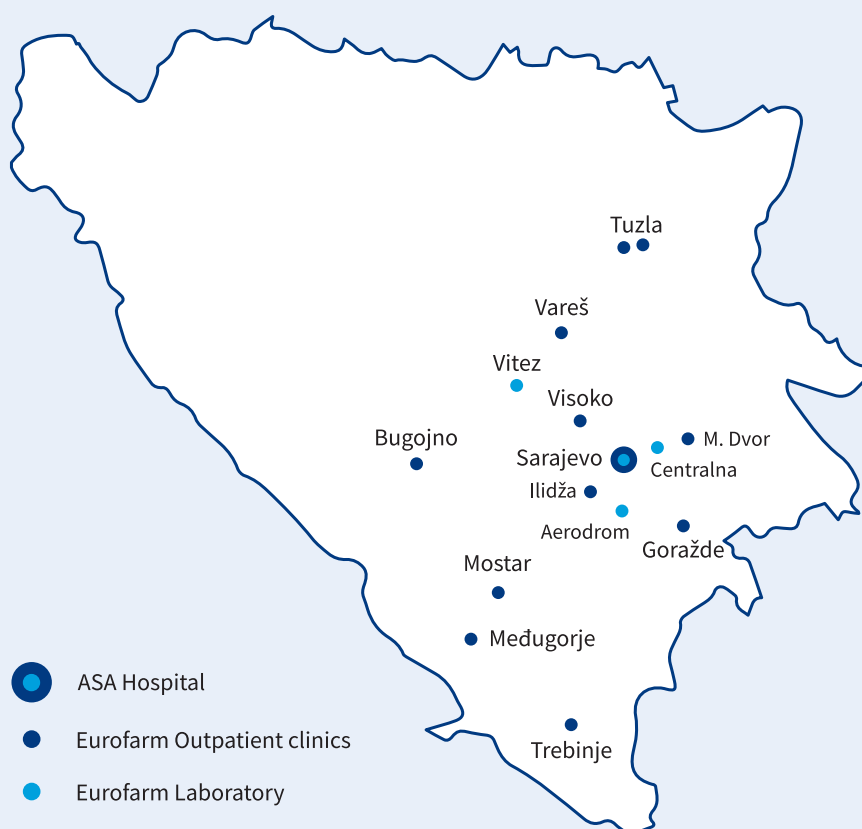 Tuzla
Vareš
Vitez
Visoko
Bugojno
M. Dvor
Sarajevo
Centralna
Ilidža
Aerodrom
Goražde
Mostar
Međugorje
ASA Hospital
Eurofarm Outpatient clinics
Trebinje
Eurofarm Laboratory